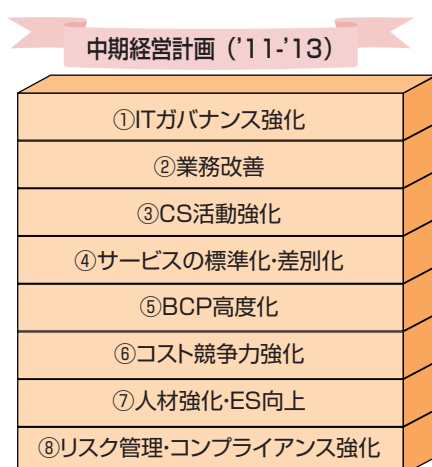 中期経営計画（’11-’13）
①ITガバナンス強化
②業務改善
③CS活動強化
④サービスの標準化・差別化
⑤BCP高度化
⑥コスト競争力強化
⑦人材強化・ES向上
⑧リスク管理・コンプライアンス強化